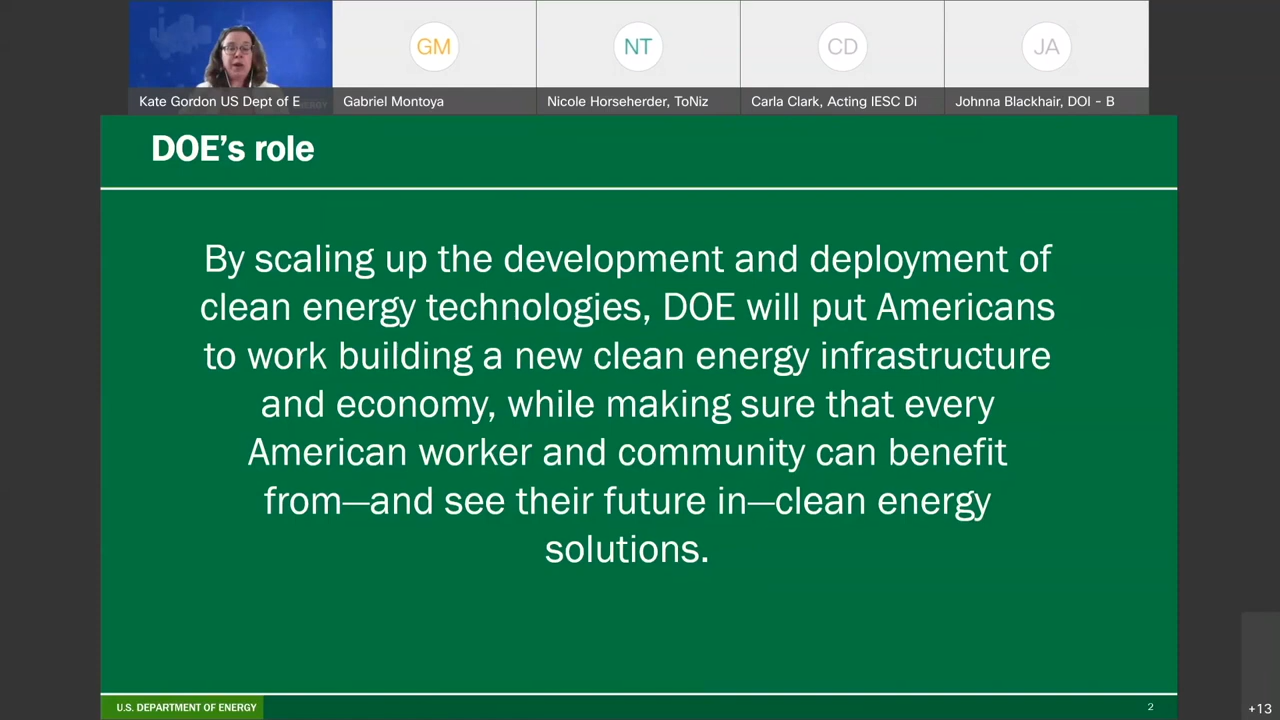 GM
NT
CD
JA
Kate Gordon US Dept of E
Gabriel Montoya
Nicole Horseherder, ToNiz
Carla Clark, Acting IESC Di
Johnna Blackhair, DOI - B
DOE's role
By scaling up the development and deployment of
clean energy technologies, DOE will put Americans
to work building a new clean energy infrastructure
and economy, while making sure that every
American worker and community can benefit
from—and see their future in—clean energy
solutions.
U.S. DEPARTMENT OF ENERGY
2
+13